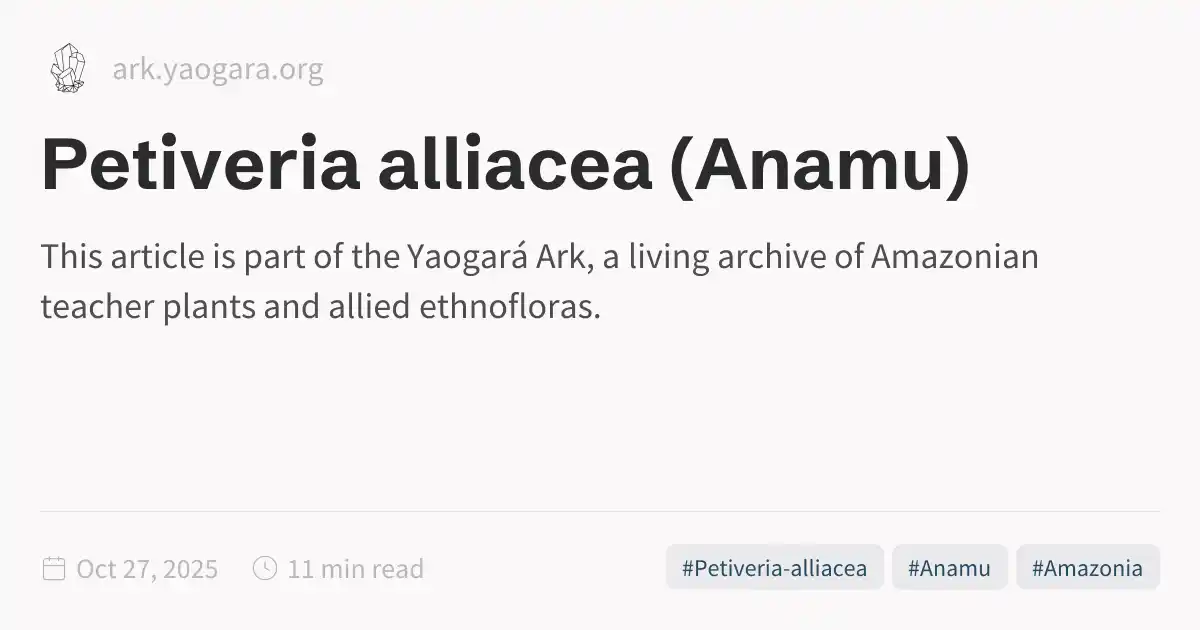 ark.yaogara.org
Petiveria alliacea (Anamu)
This article is part of the Yaogará Ark, a living archive of Amazonian
teacher plants and allied ethnofloras.
Oct 27, 2025
11 min read
#Petiveria-alliacea
#Anamu
#Amazonia